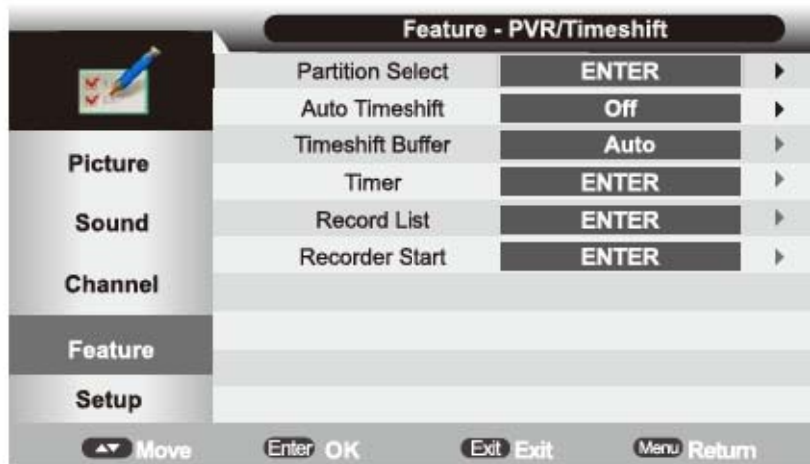 Feature - PVR/Timeshift
Partition Select ENTER
Auto Timeshift Off
Timeshift Buffer Auto
Timer ENTER
Record List ENTER
Recorder Start ENTER
Picture
Sound
Channel
Feature
Setup
Move Enter OK Exit Exit Menu Return